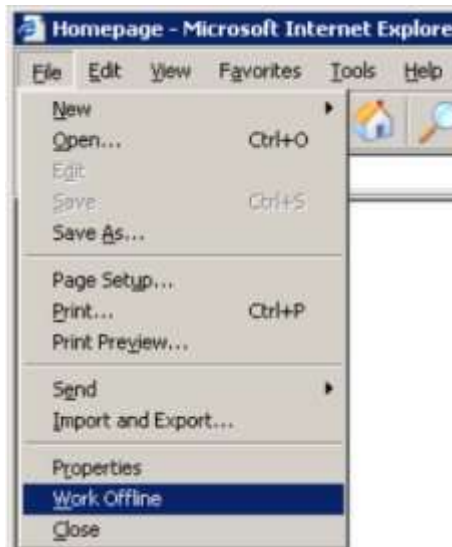 Homepage - Microsoft Internet Explore
File Edit View Favorites Tools Help
New
Open... Ctrl+O
Edit
Save Ctrl+S
Save As...
Page Setup...
Print... Ctrl+P
Print Preview...
Send
Import and Export...
Properties
Work Offline
Close